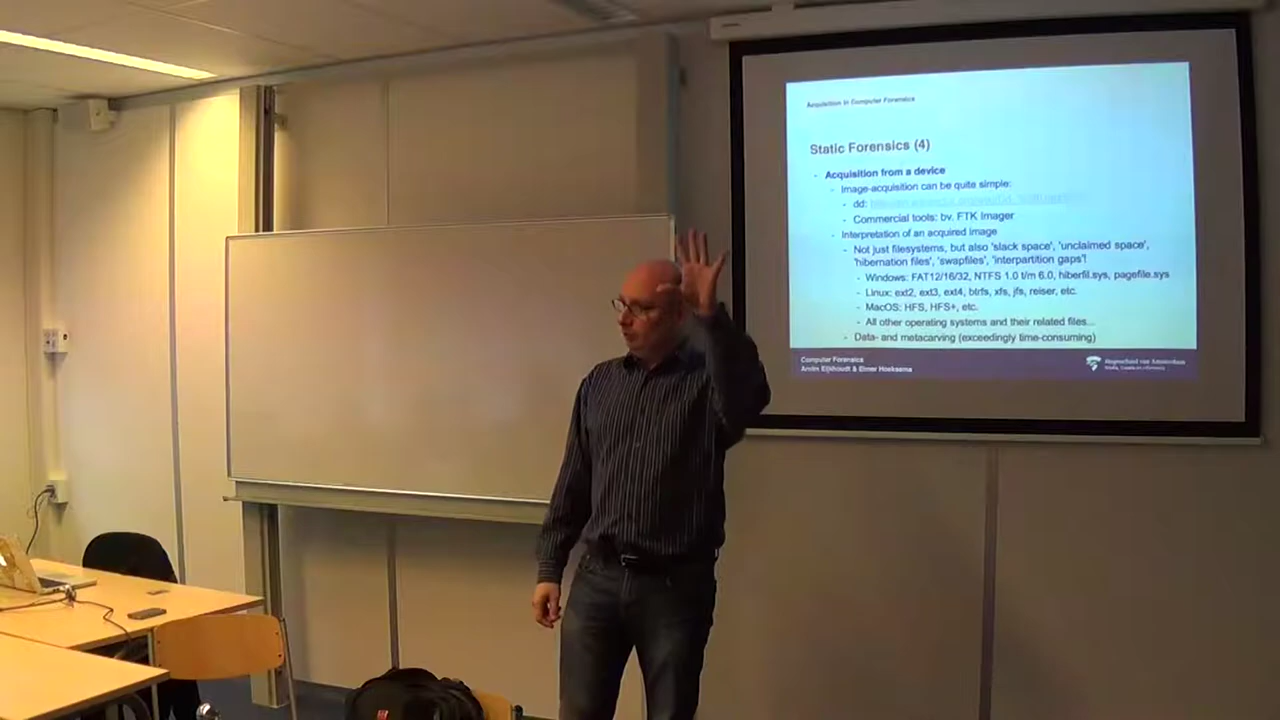 Acquisition in Computer Forensics
Static Forensics (4)
- Acquisition from a device
- Image-acquisition can be quite simple:
- dd:
- Commercial tools: bv. FTK Imager
- Interpretation of an acquired image
- Not just filesystems, but also 'slack space', 'unclaimed space',
'hibernation files', 'swapfiles', 'interpartition gaps'!
- Windows: FAT12/16/32, NTFS 1.0 t/m 6.0, hiberfil.sys, pagefile.sys
- Linux: ext2, ext3, ext4, btrfs, xfs, jfs, reiser, etc.
- MacOS: HFS, HFS+, etc.
- All other operating systems and their related files...
- Data- and metacarving (exceedingly time-consuming)
Computer Forensics
Arnim Eijkhoudt & Elmer Hoeksema
Hogeschool van Amsterdam